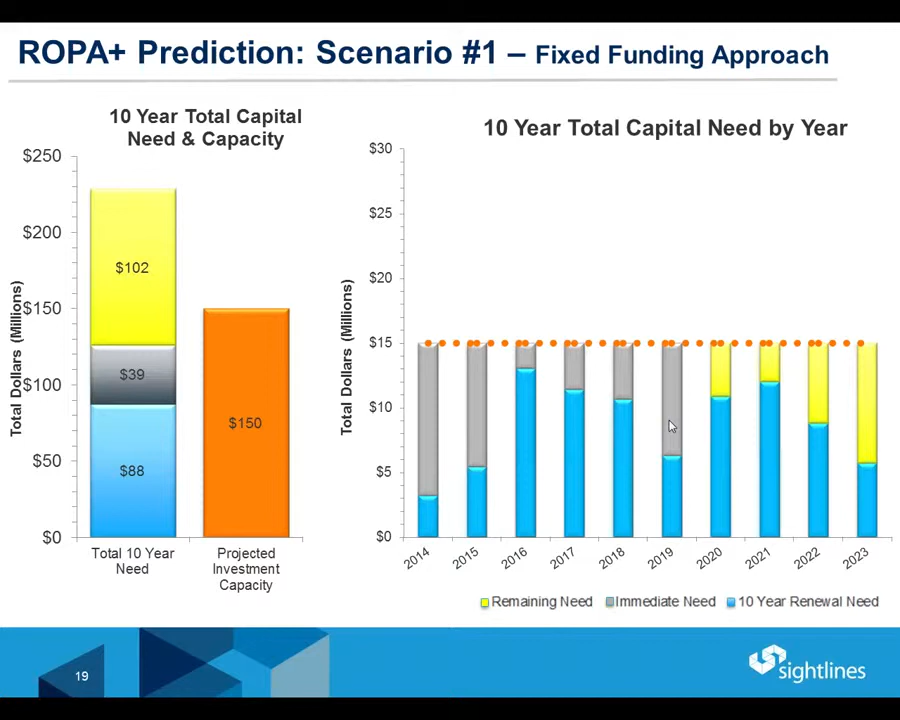 ROPA+ Prediction: Scenario #1 – Fixed Funding Approach
10 Year Total Capital
Need & Capacity
$250
$200
$150
$100
$50
$0
Total Dollars (Millions)
$102
$39
$88
$150
Total 10 Year
Need
Projected
Investment
Capacity
10 Year Total Capital Need by Year
$30
$25
$20
$15
$10
$5
$0
Total Dollars (Millions)
2014
2015
2016
2017
2018
2019
2020
2021
2022
2023
Remaining Need
Immediate Need
10 Year Renewal Need
19
sightlines